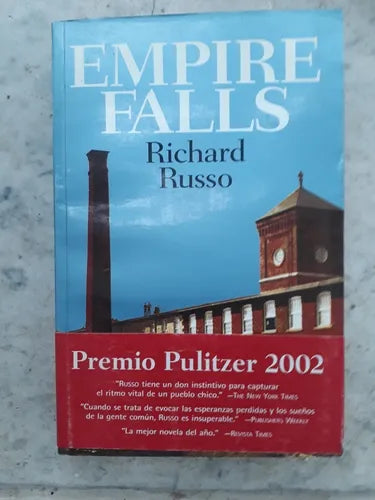 EMPIRE
FALLS
Richard
Russo
Premio Pulitzer 2002
"Russo tiene un don instintivo para capturar
el ritmo vital de un pueblo chico." —THE NEW YORK TIMES
"Cuando se trata de evocar las esperanzas perdidas y los sueños
de la gente común, Russo es insuperable." —PUBLISHERS WEEKLY
"La mejor novela del año." —REVISTA TIMES